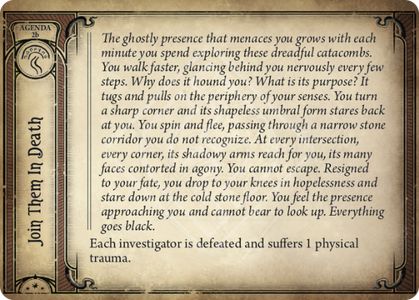 AGENDA
2b
Join Them In Death
The ghostly presence that menaces you grows with each
minute you spend exploring these dreadful catacombs.
You walk faster, glancing behind you nervously every few
steps. Why does it hound you? What is its purpose? It
tugs and pulls on the periphery of your senses. You turn
a sharp corner and its shapeless umbral form stares back
at you. You spin and flee, passing through a narrow stone
corridor you do not recognize. At every intersection,
every corner, its shadowy arms reach for you, its many
faces contorted in agony. You cannot escape. Resigned
to your fate, you drop to your knees in hopelessness and
stare down at the cold stone floor. You feel the presence
approaching you and cannot bear to look up. Everything
goes black.
Each investigator is defeated and suffers 1 physical
trauma.